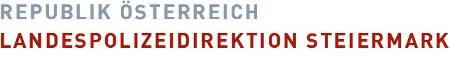 REPUBLIK ÖSTERREICH
LANDESPOLIZEIDIREKTION STEIERMARK